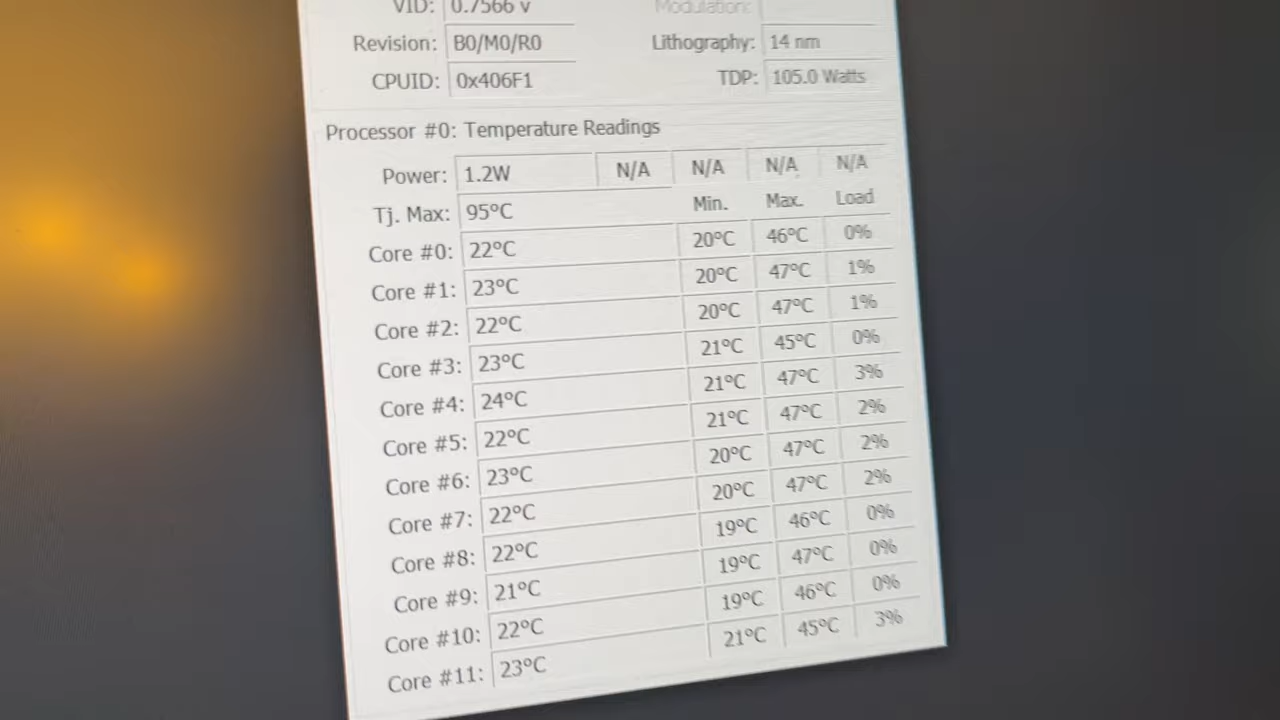 VID: 0.7566 v Modulation:
Revision: B0/M0/R0 Lithography: 14 nm
CPUID: 0x406F1 TDP: 105.0 Watts
Processor #0: Temperature Readings
Power: 1.2W N/A N/A N/A N/A
Tj. Max: 95°C Min. Max. Load
Core #0: 22°C 20°C 46°C 0%
Core #1: 23°C 20°C 47°C 1%
Core #2: 22°C 20°C 47°C 1%
Core #3: 23°C 21°C 45°C 0%
Core #4: 24°C 21°C 47°C 3%
Core #5: 22°C 21°C 47°C 2%
Core #6: 23°C 20°C 47°C 2%
Core #7: 22°C 20°C 47°C 2%
Core #8: 22°C 19°C 46°C 0%
Core #9: 21°C 19°C 47°C 0%
Core #10: 22°C 19°C 46°C 0%
Core #11: 23°C 21°C 45°C 3%